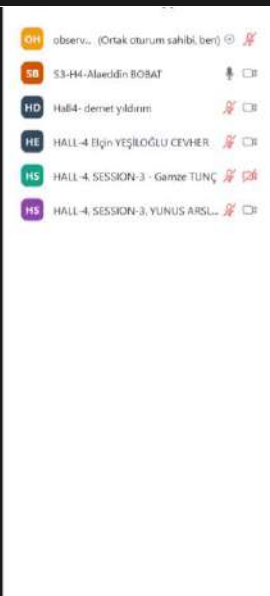 OH observ... (Ortak oturum sahibi, ben)
SB S3-H4-Alaeddin BOBAT
HD Hall4- demet yıldırım
HE HALL-4 Elçin YEŞİLOĞLU CEVHER
HS HALL-4, SESSION-3 - Gamze TUNÇ
HS HALL-4, SESSION-3, YUNUS ARSL...